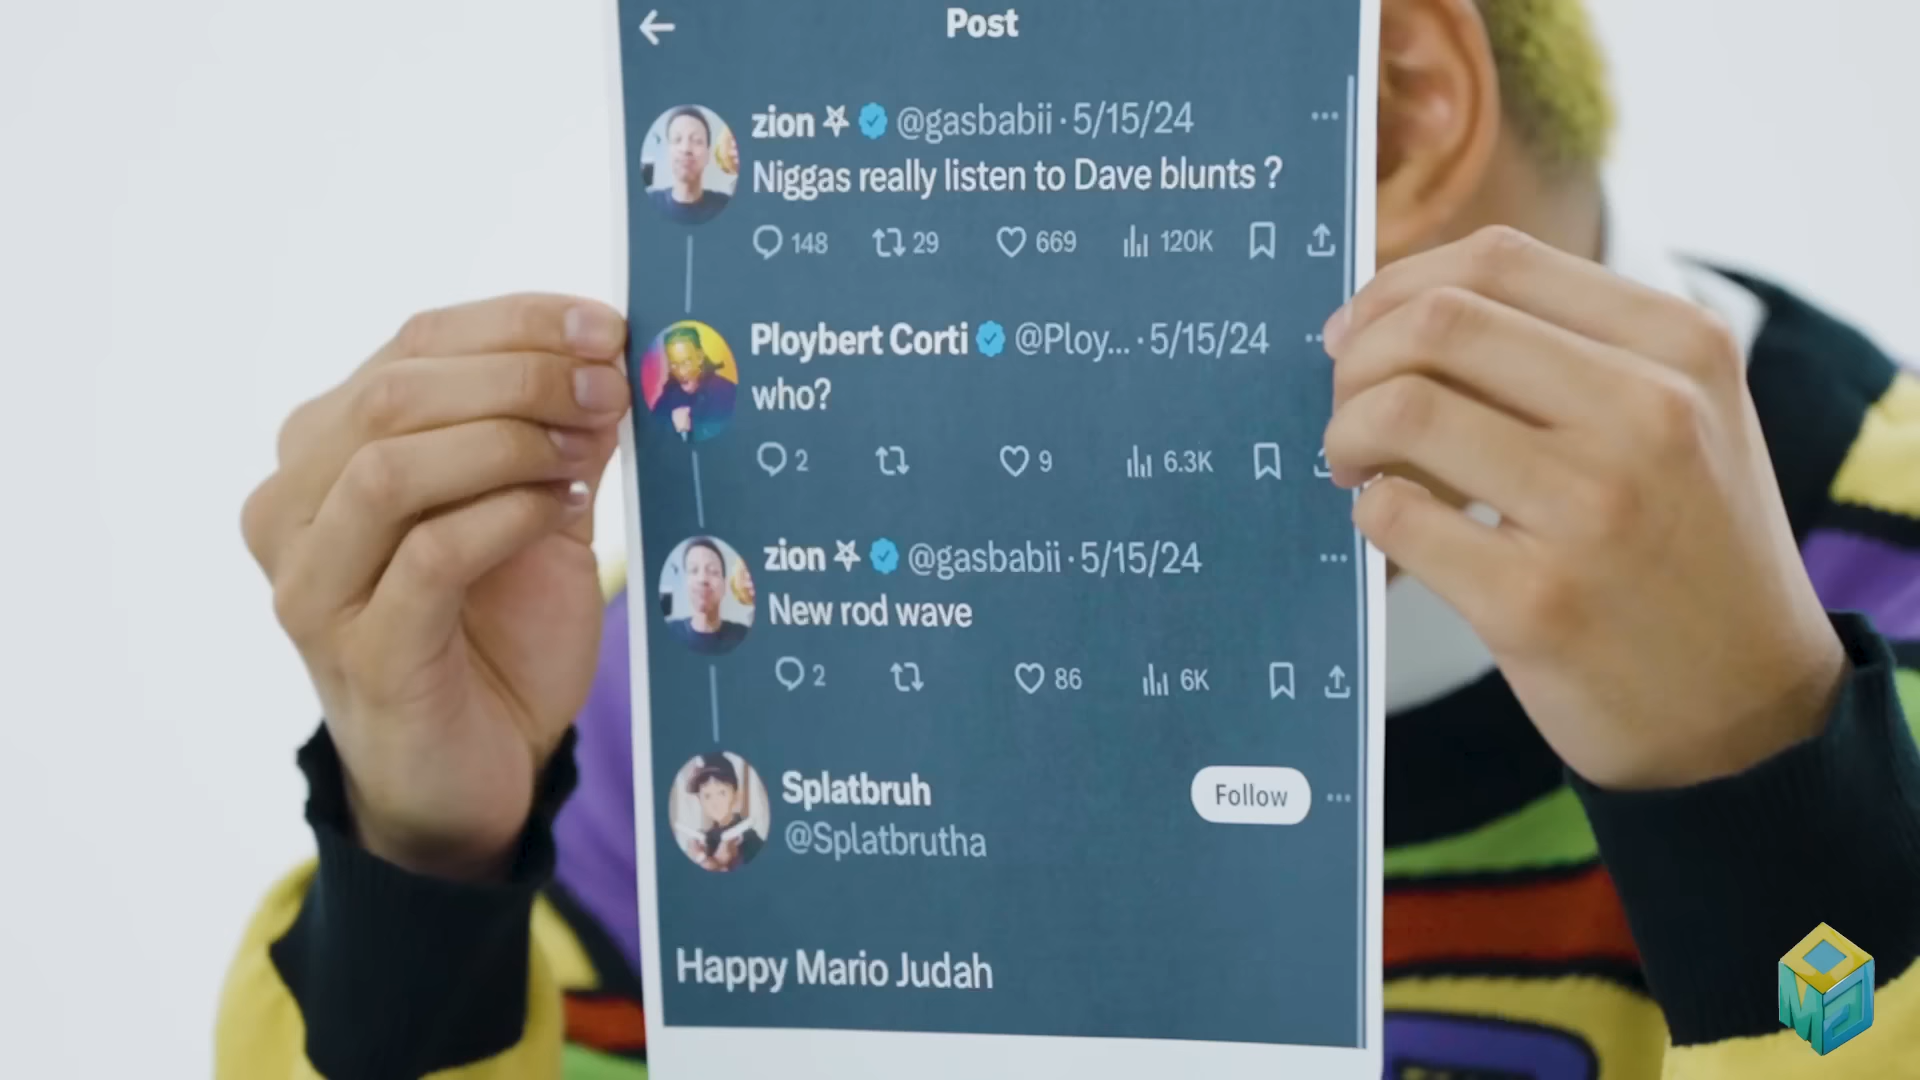 Post
zion @gasbabii · 5/15/24
Niggas really listen to Dave blunts ?
148 29 669 120K
Ploybert Corti @Ploy... · 5/15/24
who?
2 9 6.3K
zion @gasbabii · 5/15/24
New rod wave
2 86 6K
Splatbruh
Follow
@Splatbrutha
Happy Mario Judah